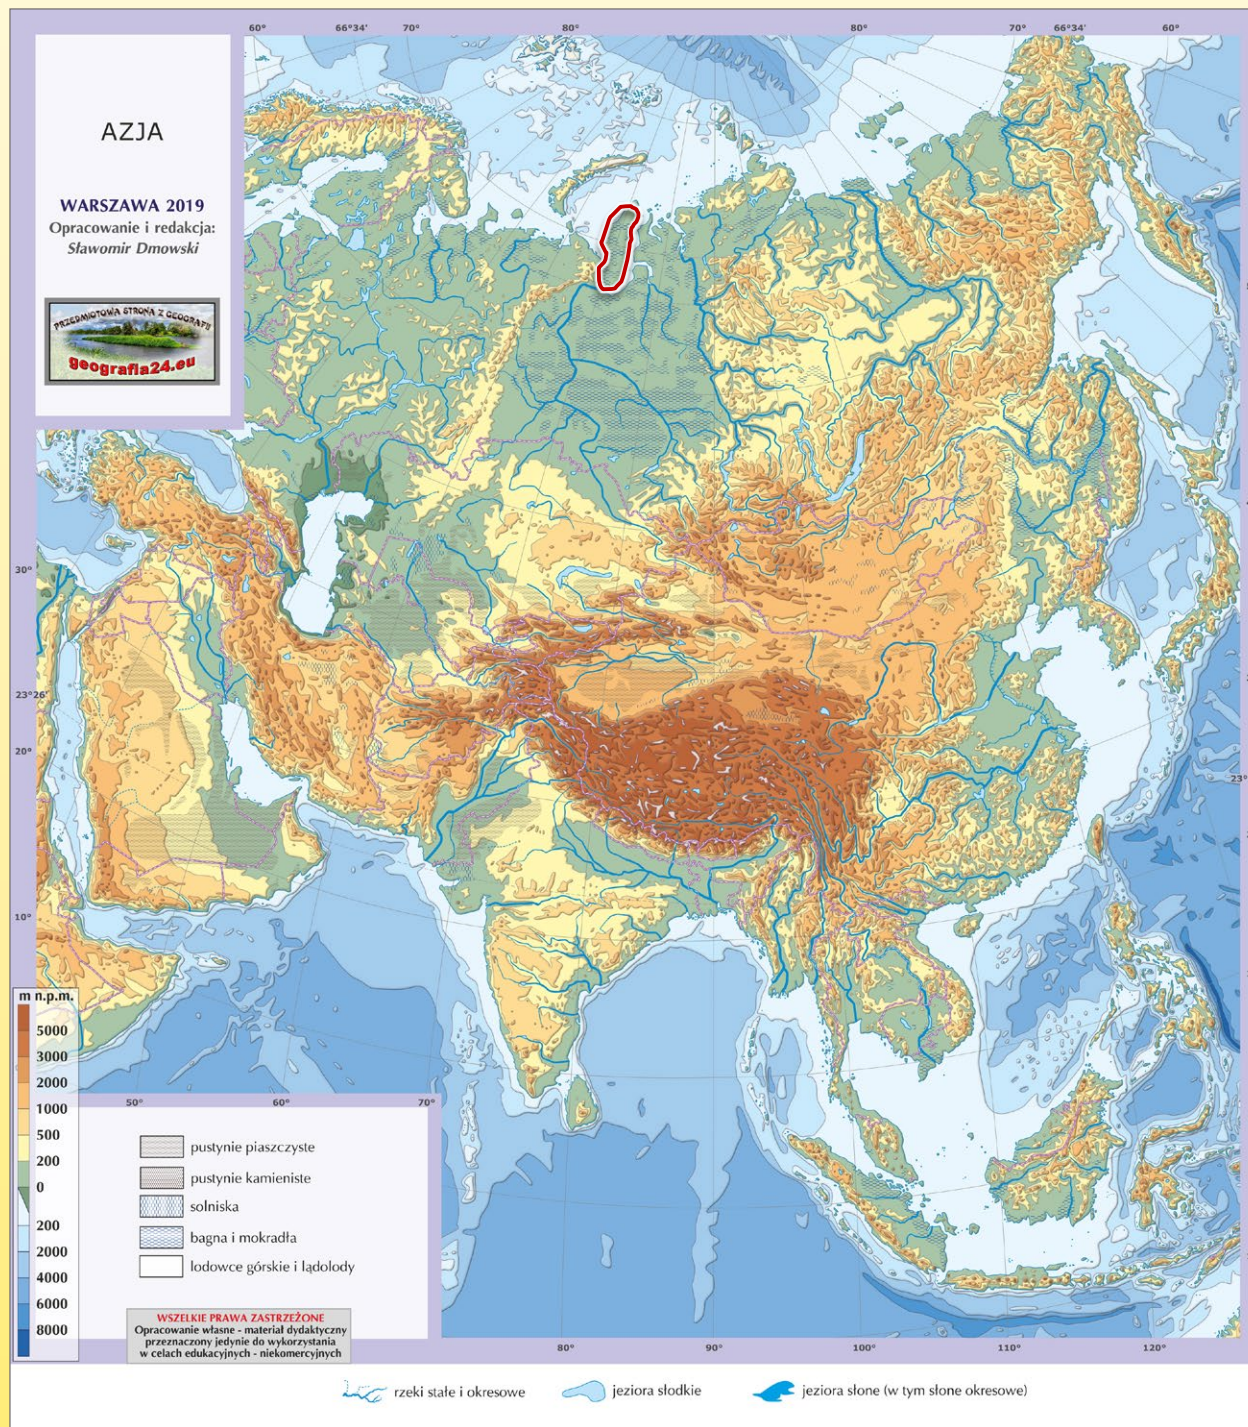 60° 66°34' 70° 80° 80° 70° 66°34' 60°
AZJA
WARSZAWA 2019
Opracowanie i redakcja:
Sławomir Dmowski
PRZEDMIOTOWA STRONA Z GEOGRAFII
geografia24.eu
30°
23°26'
20°
23°
10°
m n.p.m.
5000
3000
2000
1000
500
200
0
200
2000
4000
6000
8000
50° 60° 70°
pustynie piaszczyste
pustynie kamieniste
solniska
bagna i mokradła
lodowce górskie i lądolody
WSZELKIE PRAWA ZASTRZEŻONE
Opracowanie własne - materiał dydaktyczny
przeznaczony jedynie do wykorzystania
w celach edukacyjnych - niekomercyjnych
80° 90° 100° 110° 120°
rzeki stałe i okresowe
jeziora słodkie
jeziora słone (w tym słone okresowe)